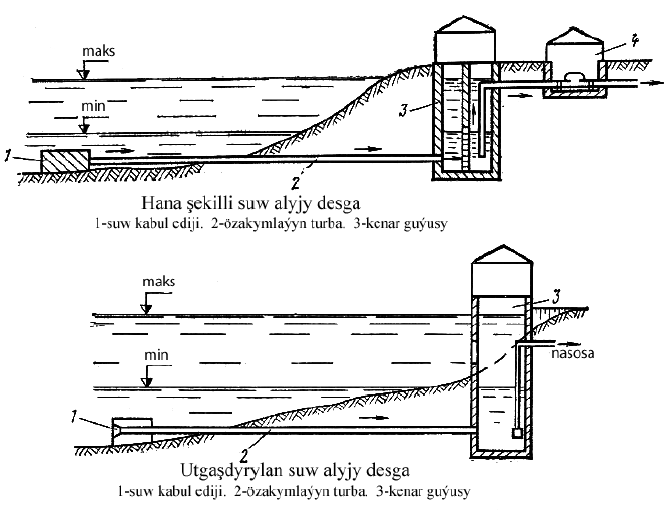 maks
4
min
3
1
2
Hana şekilli suw alyjy desga
1-suw kabul ediji. 2-özakymlaýyn turba. 3-kenar guýusy
maks
3
min
nasosa
1
2
Utgaşdyrylan suw alyjy desga
1-suw kabul ediji. 2-özakymlaýyn turba. 3-kenar guýusy